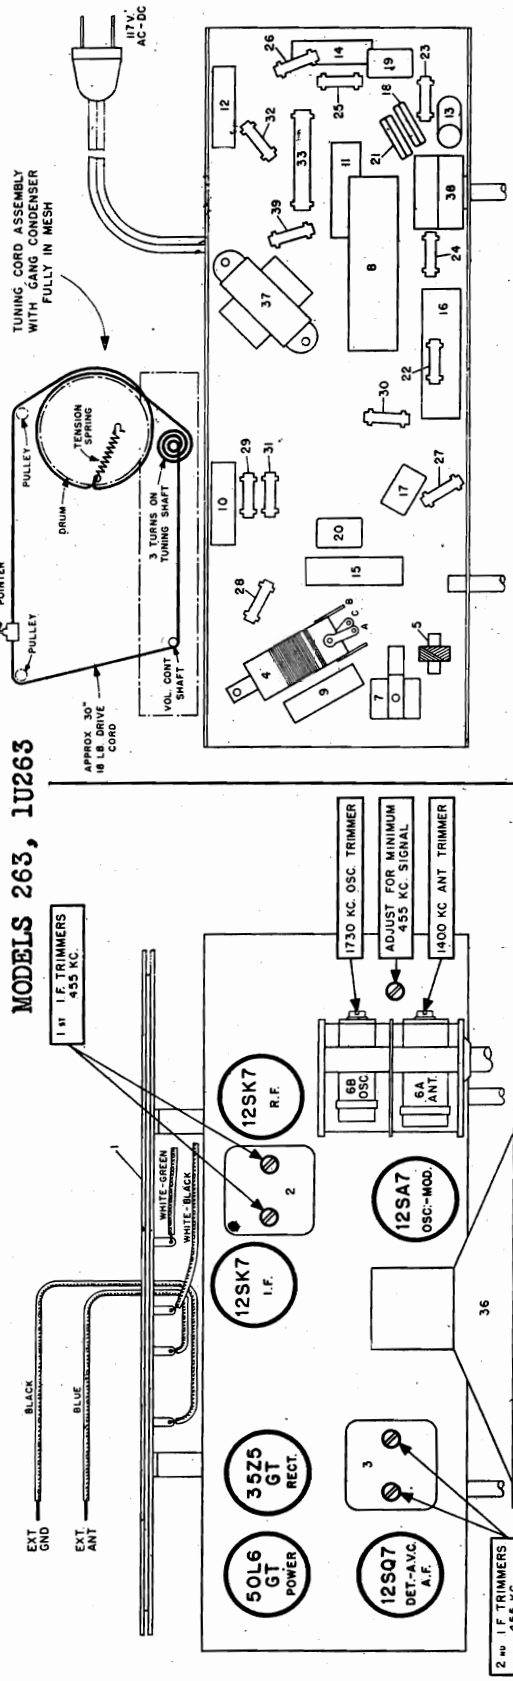 MODELS 263, 1U263
1 ST I.F. TRIMMERS
455 KC.
EXT.
GND
BLACK
EXT.
ANT
BLUE
1
WHITE-GREEN
WHITE-BLACK
50L6
GT
POWER
35Z5
GT
RECT.
12SK7
I.F.
2
12SK7
R.F.
12SQ7
DET.-A.V.C.
A.F.
3
12SA7
OSC.-MOD.
6B
OSC.
6A
ANT.
1730 KC. OSC. TRIMMER
ADJUST FOR MINIMUM
455 KC. SIGNAL
1400 KC ANT TRIMMER
36
2 ND I F TRIMMERS
455 KC.
POINTER
PULLEY
PULLEY
DRUM
TENSION
SPRING
3 TURNS ON
TUNING SHAFT
VOL. CONT
SHAFT
APPROX 30"
18 LB. DRIVE
CORD
TUNING CORD ASSEMBLY
WITH GANG CONDENSER
FULLY IN MESH
117V.
AC-DC
28
10
29
31
37
39
32
12
26
14
19
25
23
33
18
21
13
11
8
38
24
16
22
30
27
17
20
15
4
B
C
A
9
7
5